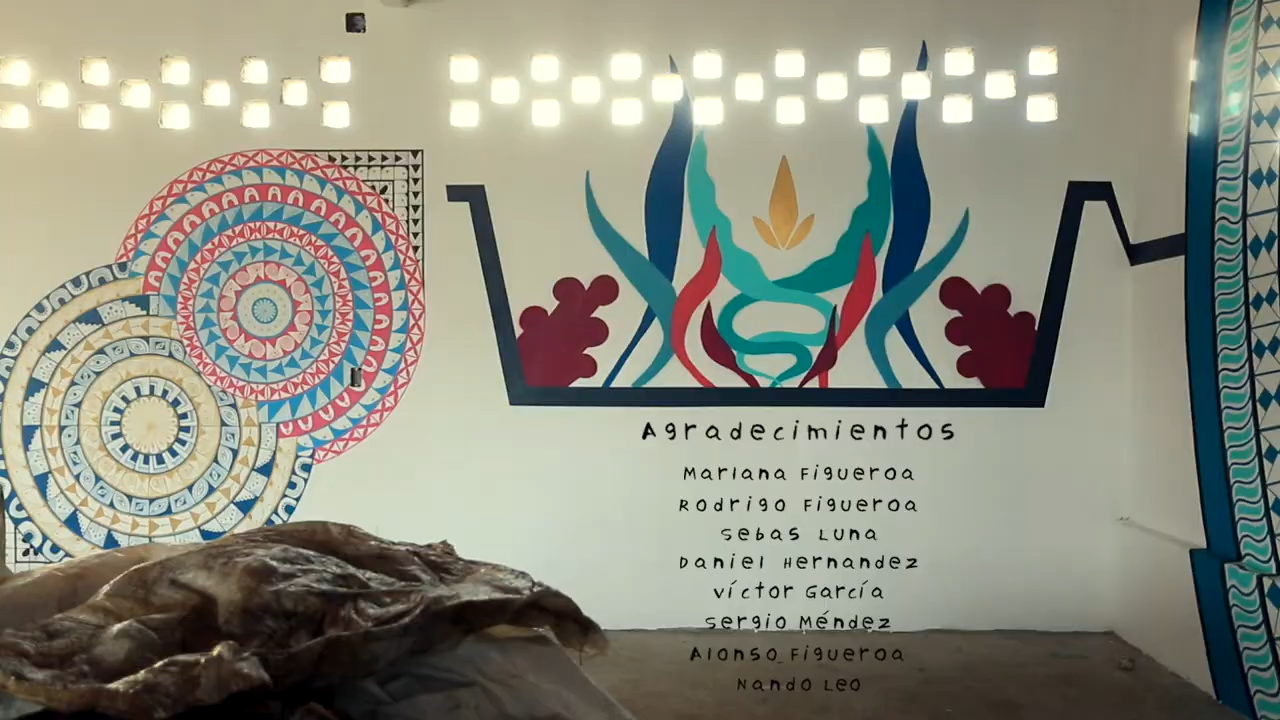 Agradecimientos
Mariana Figueroa
Rodrigo Figueroa
Sebas Luna
Daniel Hernandez
Víctor García
Sergio Méndez
Alonso Figueroa
Nando Leo